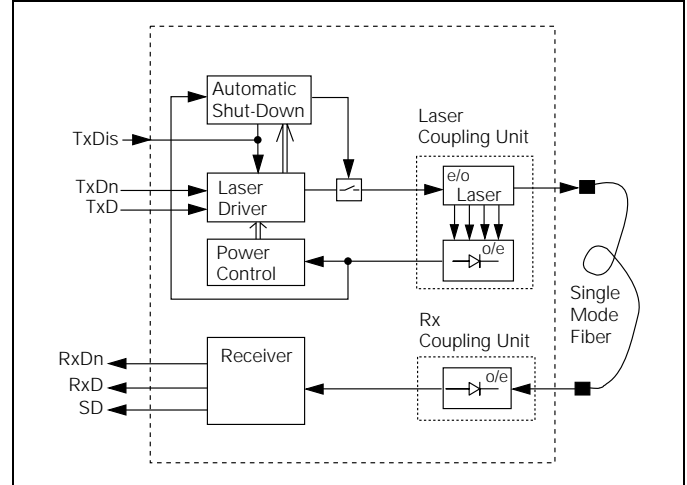 Automatic
Shut-Down
Laser
Coupling Unit
TxDis
e/o
Laser
TxDn
TxD
Laser
Driver
o/e
Power
Control
Single
Mode
Fiber
Rx
Coupling Unit
RxDn
RxD
SD
Receiver
o/e